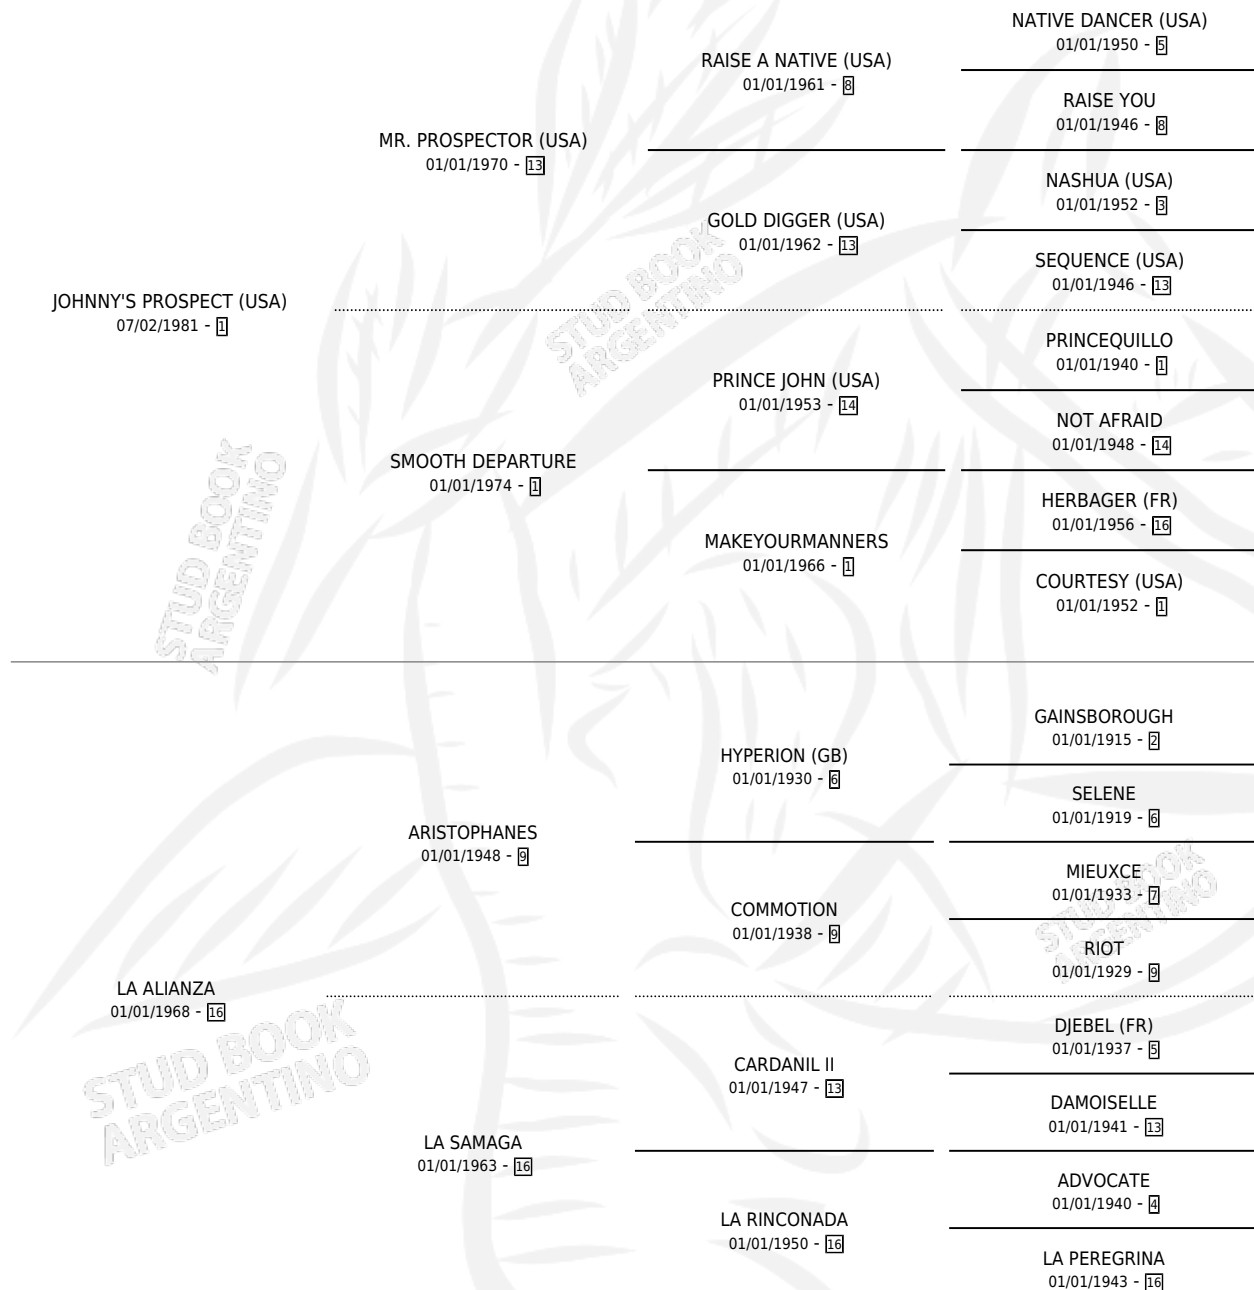 NATIVE DANCER (USA)
01/01/1950 - 5
RAISE A NATIVE (USA)
01/01/1961 - 8
RAISE YOU
01/01/1946 - 8
MR. PROSPECTOR (USA)
01/01/1970 - 13
NASHUA (USA)
01/01/1952 - 3
GOLD DIGGER (USA)
01/01/1962 - 13
SEQUENCE (USA)
01/01/1946 - 13
JOHNNY'S PROSPECT (USA)
07/02/1981 - 1
STUD BOOK
ARGENTINO
PRINCEQUILLO
01/01/1940 - 1
PRINCE JOHN (USA)
01/01/1953 - 14
NOT AFRAID
01/01/1948 - 14
SMOOTH DEPARTURE
01/01/1974 - 1
HERBAGER (FR)
01/01/1956 - 16
MAKEYOURMANNERS
01/01/1966 - 1
COURTESY (USA)
01/01/1952 - 1
STUD BOOK
ARGENTINO
GAINSBOROUGH
01/01/1915 - 2
HYPERION (GB)
01/01/1930 - 6
SELENE
01/01/1919 - 6
ARISTOPHANES
01/01/1948 - 9
MIEUXCE
01/01/1933 - 7
COMMOTION
01/01/1938 - 9
RIOT
01/01/1929 - 9
STUD BOOK
ARGENTINO
LA ALIANZA
01/01/1968 - 16
DJEBEL (FR)
01/01/1937 - 5
CARDANIL II
01/01/1947 - 13
DAMOISELLE
01/01/1941 - 13
STUD BOOK
ARGENTINO
LA SAMAGA
01/01/1963 - 16
ADVOCATE
01/01/1940 - 4
LA RINCONADA
01/01/1950 - 16
LA PEREGRINA
01/01/1943 - 16